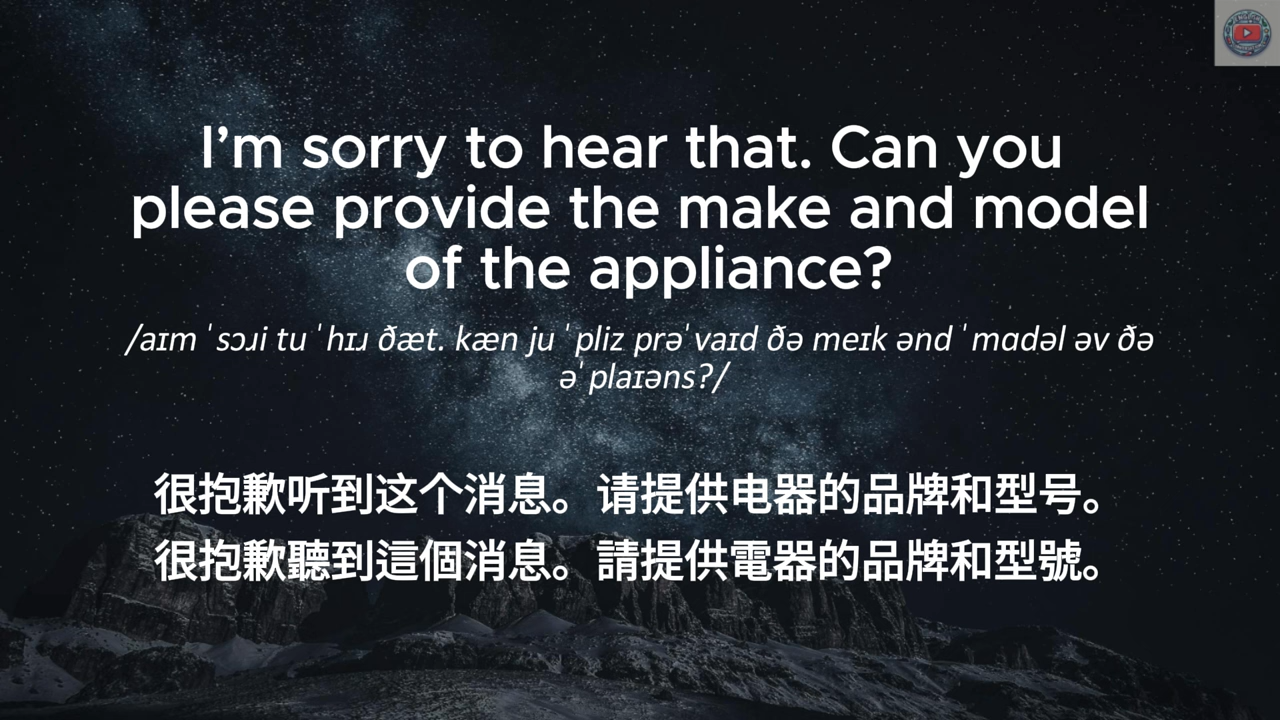 I’m sorry to hear that. Can you
please provide the make and model
of the appliance?
/aɪm ˈsɔɹi tu ˈhɪɹ ðæt. kæn ju ˈpliz prəˈvaɪd ðə meɪk ənd ˈmɑdəl əv ðə
əˈplaɪəns?/
很抱歉听到这个消息。请提供电器的品牌和型号。
很抱歉聽到這個消息。請提供電器的品牌和型號。